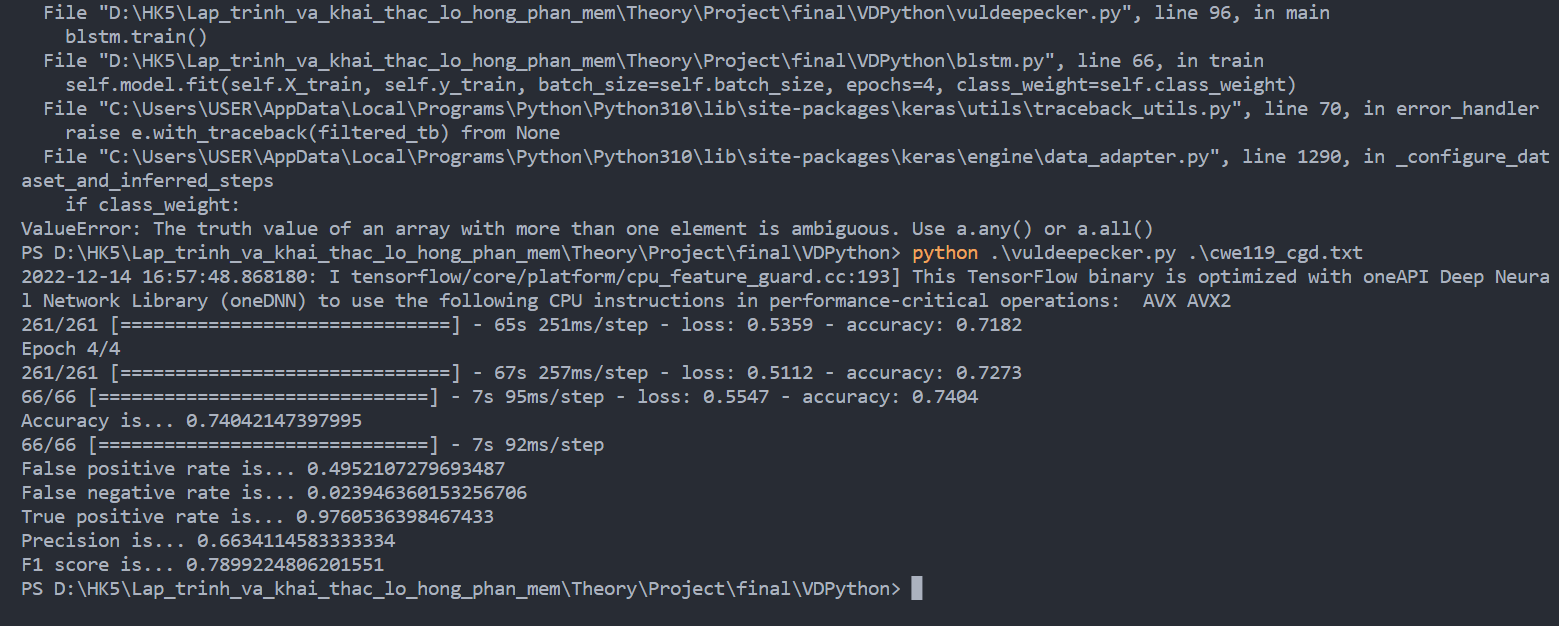 File "D:\HK5\Lap_trinh_va_khai_thac_lo_hong_phan_mem\Theory\Project\final\VDPython\vuldeepecker.py", line 96, in main
blstm.train()
File "D:\HK5\Lap_trinh_va_khai_thac_lo_hong_phan_mem\Theory\Project\final\VDPython\blstm.py", line 66, in train
self.model.fit(self.X_train, self.y_train, batch_size=self.batch_size, epochs=4, class_weight=self.class_weight)
File "C:\Users\USER\AppData\Local\Programs\Python\Python310\lib\site-packages\keras\utils\traceback_utils.py", line 70, in error_handler
raise e.with_traceback(filtered_tb) from None
File "C:\Users\USER\AppData\Local\Programs\Python\Python310\lib\site-packages\keras\engine\data_adapter.py", line 1290, in _configure_dat
aset_and_inferred_steps
if class_weight:
ValueError: The truth value of an array with more than one element is ambiguous. Use a.any() or a.all()
PS D:\HK5\Lap_trinh_va_khai_thac_lo_hong_phan_mem\Theory\Project\final\VDPython> python .\vuldeepecker.py .\cwe119_cgd.txt
2022-12-14 16:57:48.868180: I tensorflow/core/platform/cpu_feature_guard.cc:193] This TensorFlow binary is optimized with oneAPI Deep Neura
l Network Library (oneDNN) to use the following CPU instructions in performance-critical operations:  AVX AVX2
261/261 [==============================] - 65s 251ms/step - loss: 0.5359 - accuracy: 0.7182
Epoch 4/4
261/261 [==============================] - 67s 257ms/step - loss: 0.5112 - accuracy: 0.7273
66/66 [==============================] - 7s 95ms/step - loss: 0.5547 - accuracy: 0.7404
Accuracy is... 0.74042147397995
66/66 [==============================] - 7s 92ms/step
False positive rate is... 0.4952107279693487
False negative rate is... 0.023946360153256706
True positive rate is... 0.9760536398467433
Precision is... 0.6634114583333334
F1 score is... 0.7899224806201551
PS D:\HK5\Lap_trinh_va_khai_thac_lo_hong_phan_mem\Theory\Project\final\VDPython>